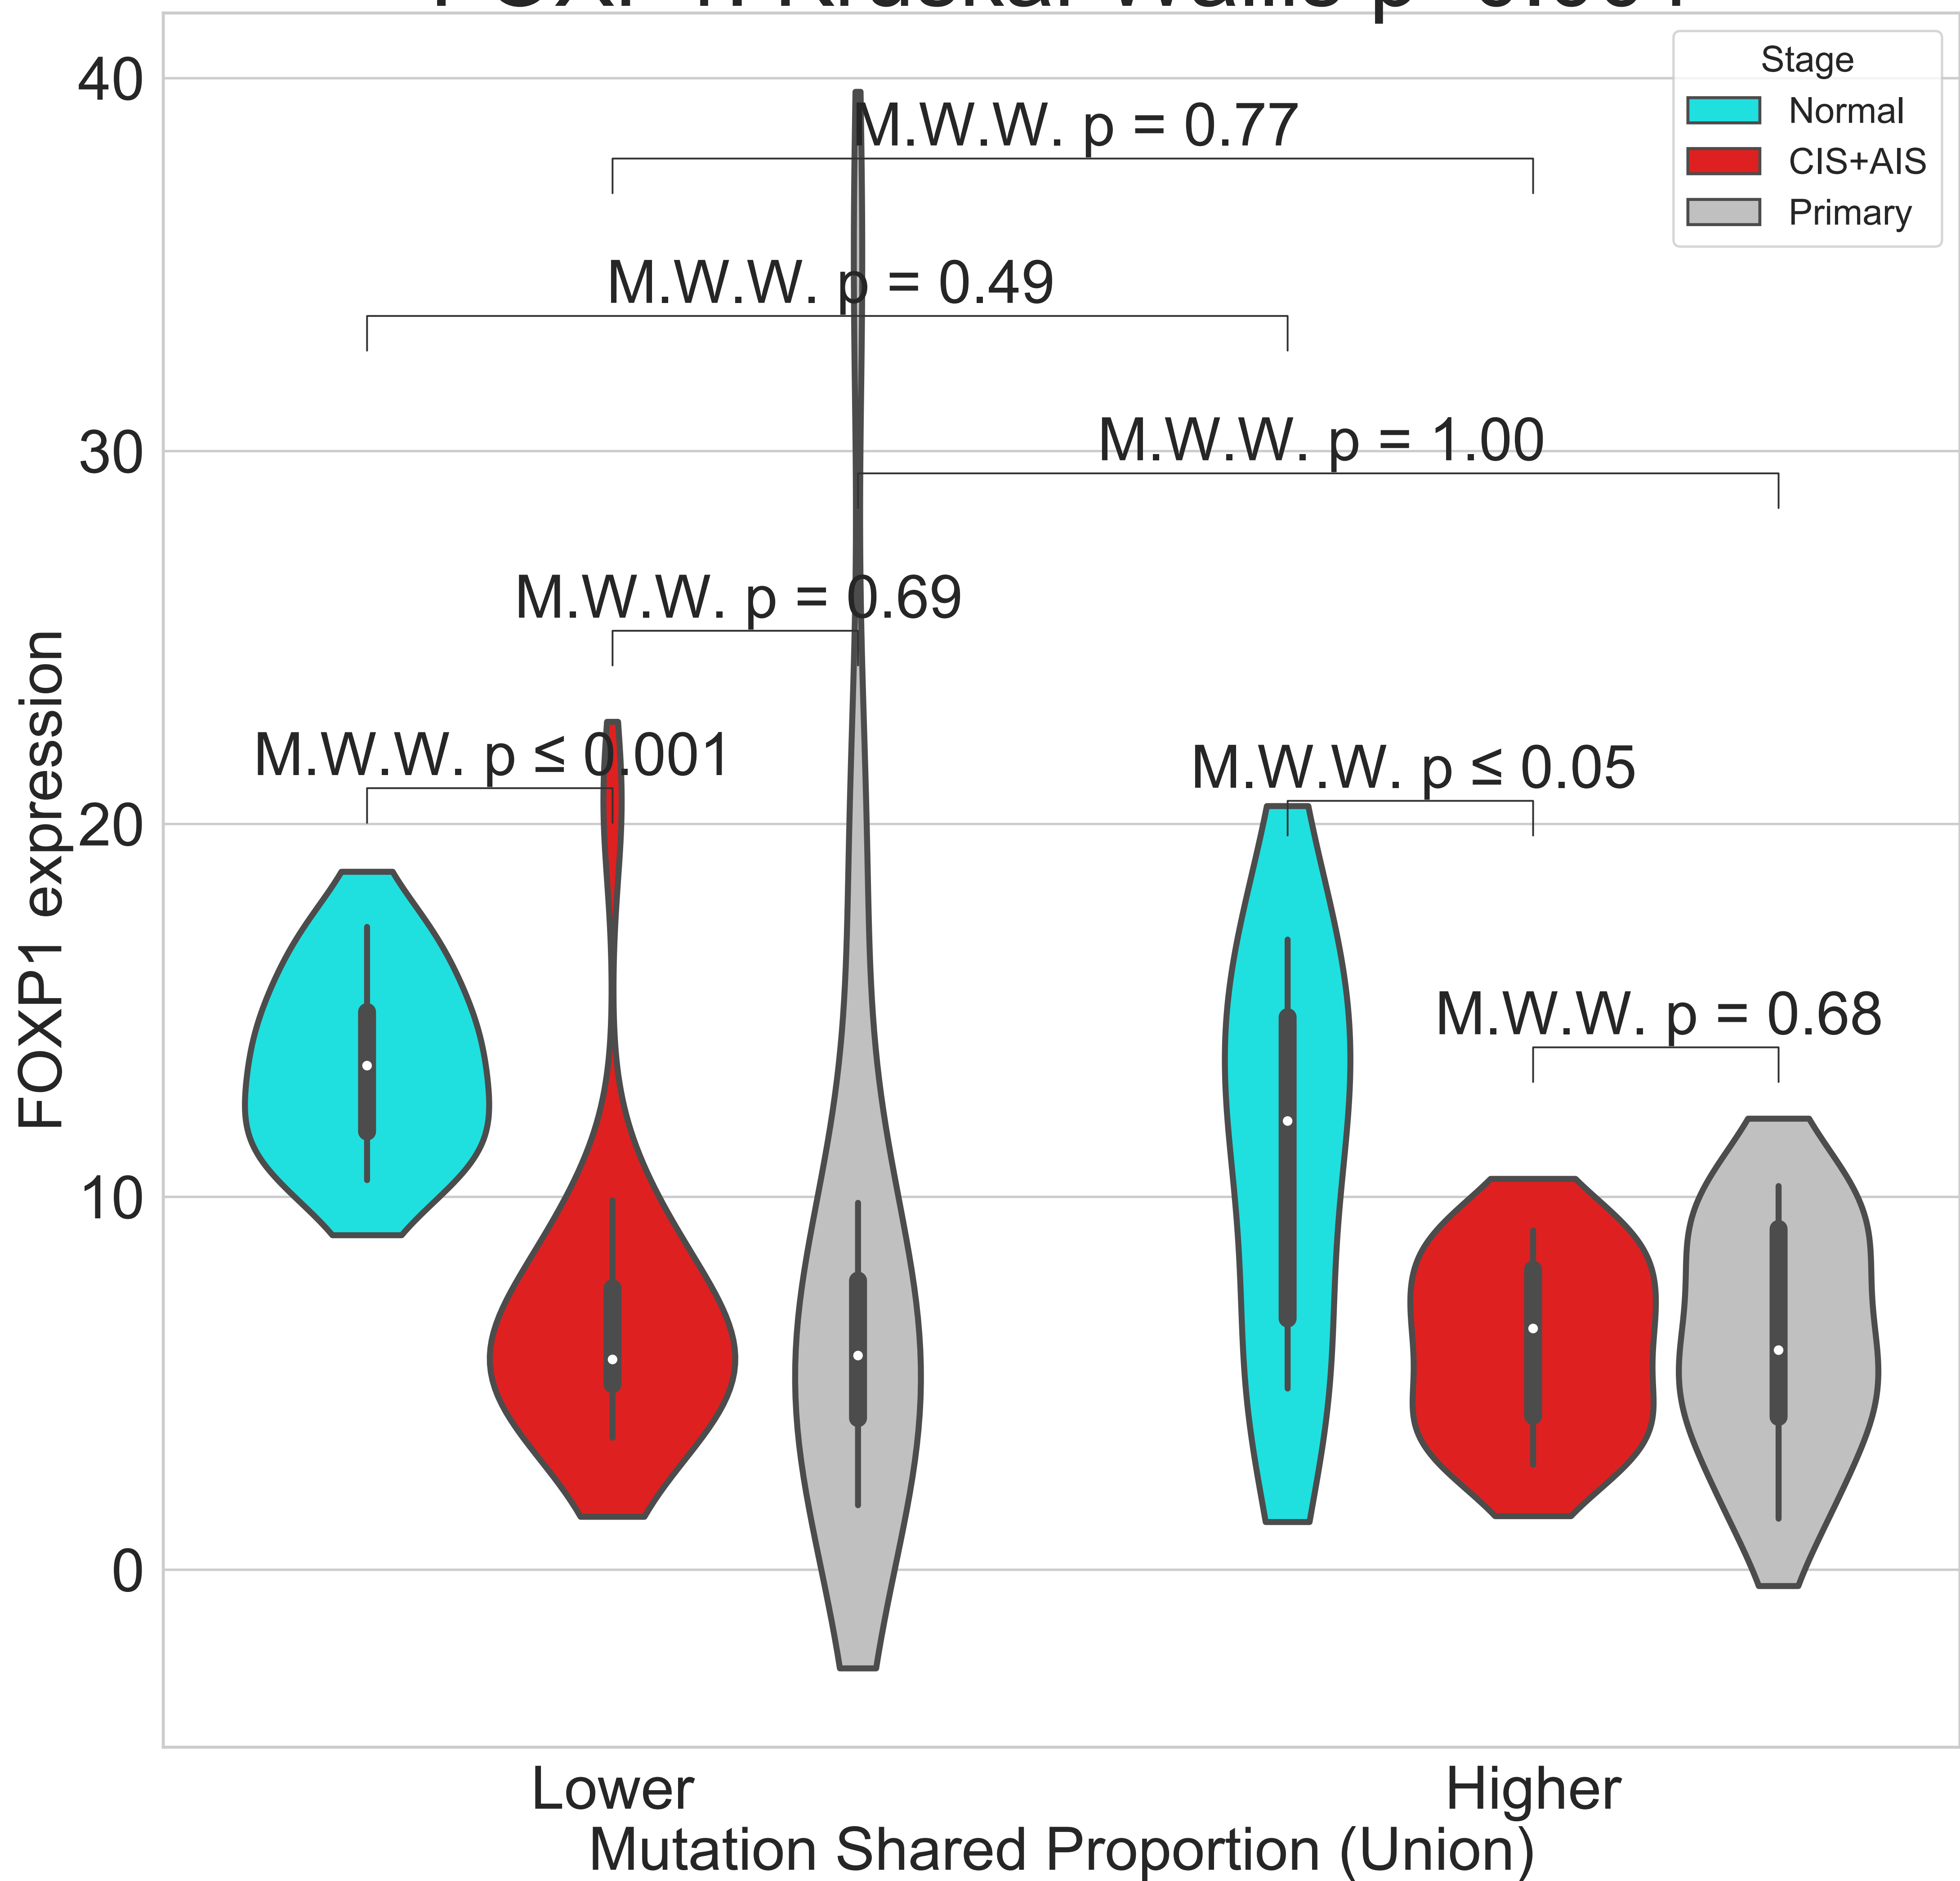 Stage
Normal
CIS+AIS
Primary
40
30
20
10
0
FOXP1 expression
M.W.W. p = 0.77
M.W.W. p = 0.49
M.W.W. p = 1.00
M.W.W. p = 0.69
M.W.W. p ≤ 0.001
M.W.W. p ≤ 0.05
M.W.W. p = 0.68
Lower
Higher
Mutation Shared Proportion (Union)